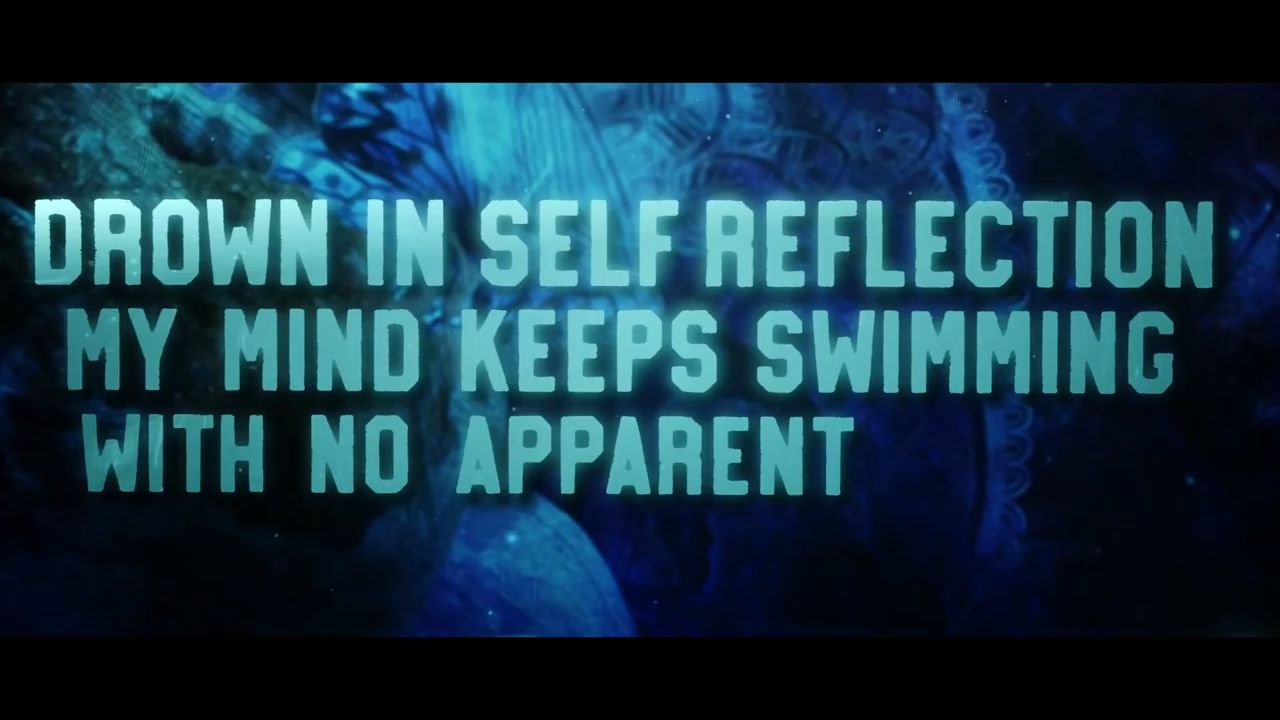 DROWN IN SELF REFLECTION
MY MIND KEEPS SWIMMING
WITH NO APPARENT